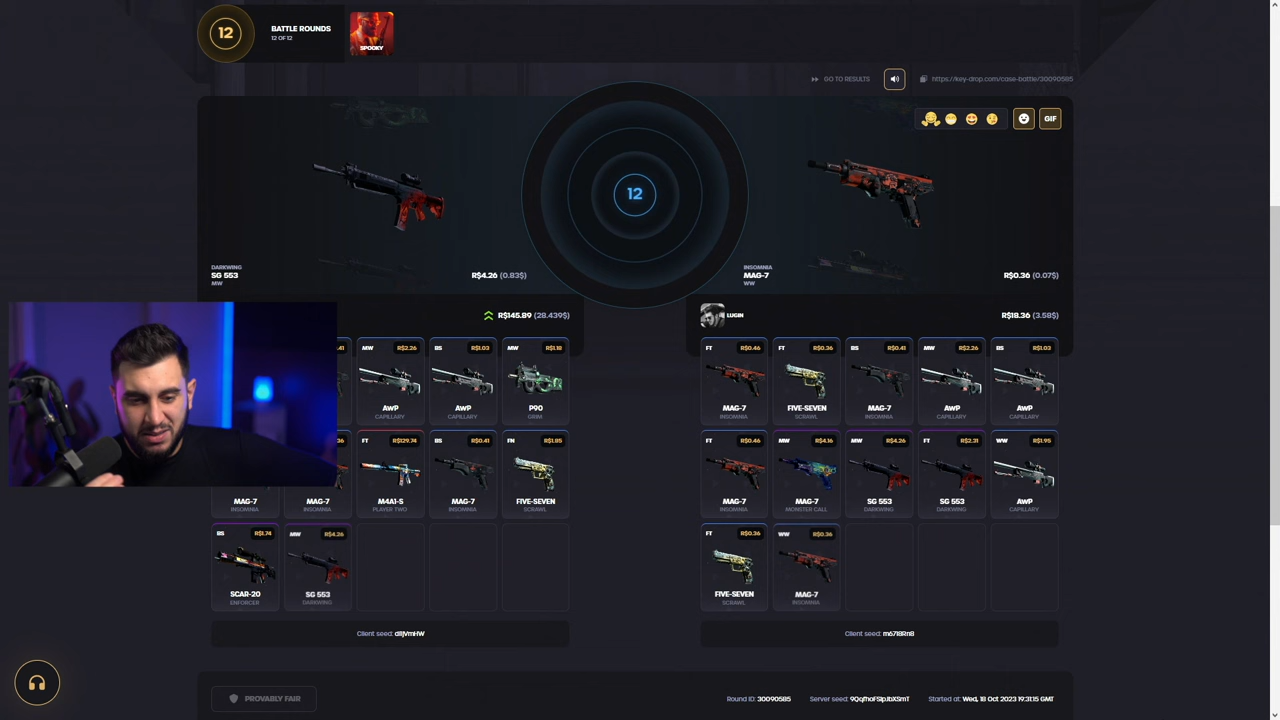 12
BATTLE ROUNDS
12 OF 12
SPOOKY
GO TO RESULTS
https://key-drop.com/case-battle/30090585
GIF
12
DARKWING
SG 553
MW
R$4.26 (0.83$)
INSOMNIA
MAG-7
WW
R$0.36 (0.07$)
R$145.89 (28.439$)
LUGIN
R$18.36 (3.58$)
.41
MW R$2.26
BS R$1.03
MW R$1.18
AWP
AWP
P90
CAPILLARY
CAPILLARY
GRIM
FT R$0.46
FT R$0.36
BS R$0.41
MW R$2.26
BS R$1.03
MAG-7
FIVE-SEVEN
MAG-7
AWP
AWP
INSOMNIA
SCRAWL
INSOMNIA
CAPILLARY
CAPILLARY
FT R$129.74
BS R$0.41
FN R$1.85
MAG-7
MAG-7
M4A1-S
MAG-7
FIVE-SEVEN
INSOMNIA
INSOMNIA
PLAYER TWO
INSOMNIA
SCRAWL
FT R$0.46
MW R$4.16
MW R$4.26
FT R$2.31
WW R$1.95
MAG-7
MAG-7
SG 553
SG 553
AWP
INSOMNIA
MONSTER CALL
DARKWING
DARKWING
CAPILLARY
BS R$1.74
MW R$4.26
SCAR-20
SG 553
ENFORCER
DARKWING
FT R$0.36
WW R$0.36
FIVE-SEVEN
MAG-7
SCRAWL
INSOMNIA
Client seed:
Client seed: m6718Rn8
PROVABLY FAIR
Round ID: 30090585
Server seed:
Started at: Wed, 18 Oct 2023 19:31:15 GMT